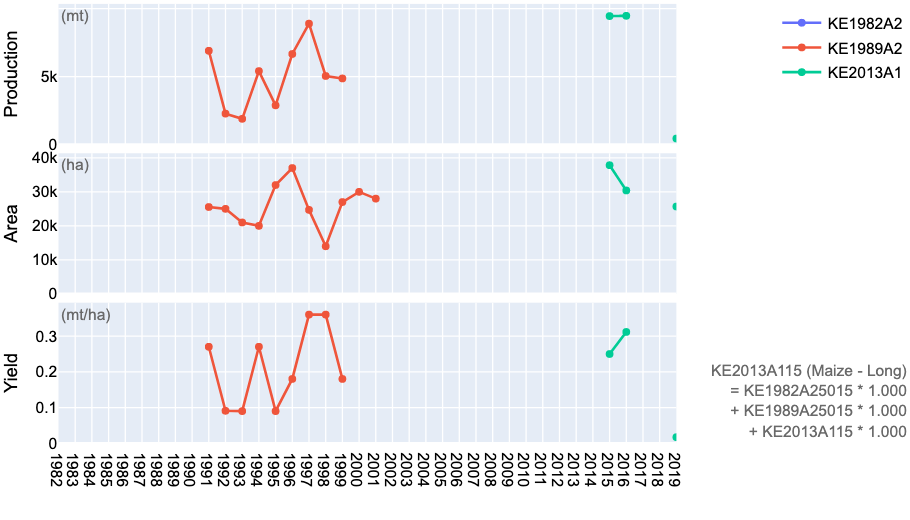 Production
(mt)
5k
0
KE1982A2
KE1989A2
KE2013A1
Area
(ha)
40k
30k
20k
10k
0
Yield
(mt/ha)
0.3
0.2
0.1
0
KE2013A115 (Maize - Long)
= KE1982A25015 * 1.000
+ KE1989A25015 * 1.000
+ KE2013A115 * 1.000
1982
1983
1984
1985
1986
1987
1988
1989
1990
1991
1992
1993
1994
1995
1996
1997
1998
1999
2000
2001
2002
2003
2004
2005
2006
2007
2008
2009
2010
2011
2012
2013
2014
2015
2016
2017
2018
2019